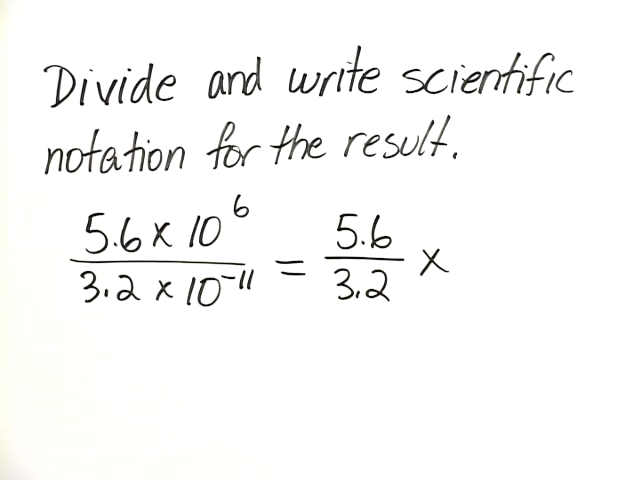 Divide and write scientific
notation for the result.
5.6 x 10^6 / 3.2 x 10^-11 = 5.6 / 3.2 x